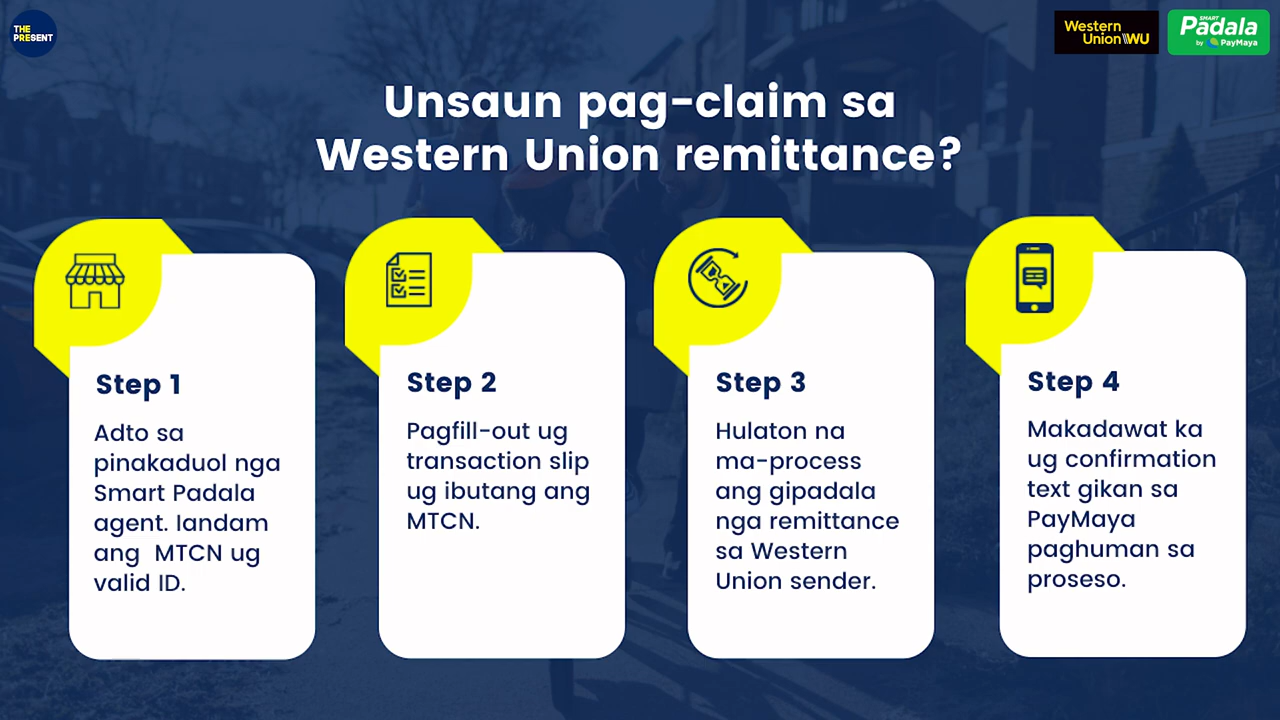 THE
PRESENT
Western
Union WU
SMART
Padala
by PayMaya
Unsaun pag-claim sa
Western Union remittance?
Step 1
Adto sa
pinakaduol nga
Smart Padala
agent. Iandam
ang MTCN ug
valid ID.
Step 2
Pagfill-out ug
transaction slip
ug ibutang ang
MTCN.
Step 3
Hulaton na
ma-process
ang gipadala
nga remittance
sa Western
Union sender.
Step 4
Makadawat ka
ug confirmation
text gikan sa
PayMaya
paghuman sa
proseso.